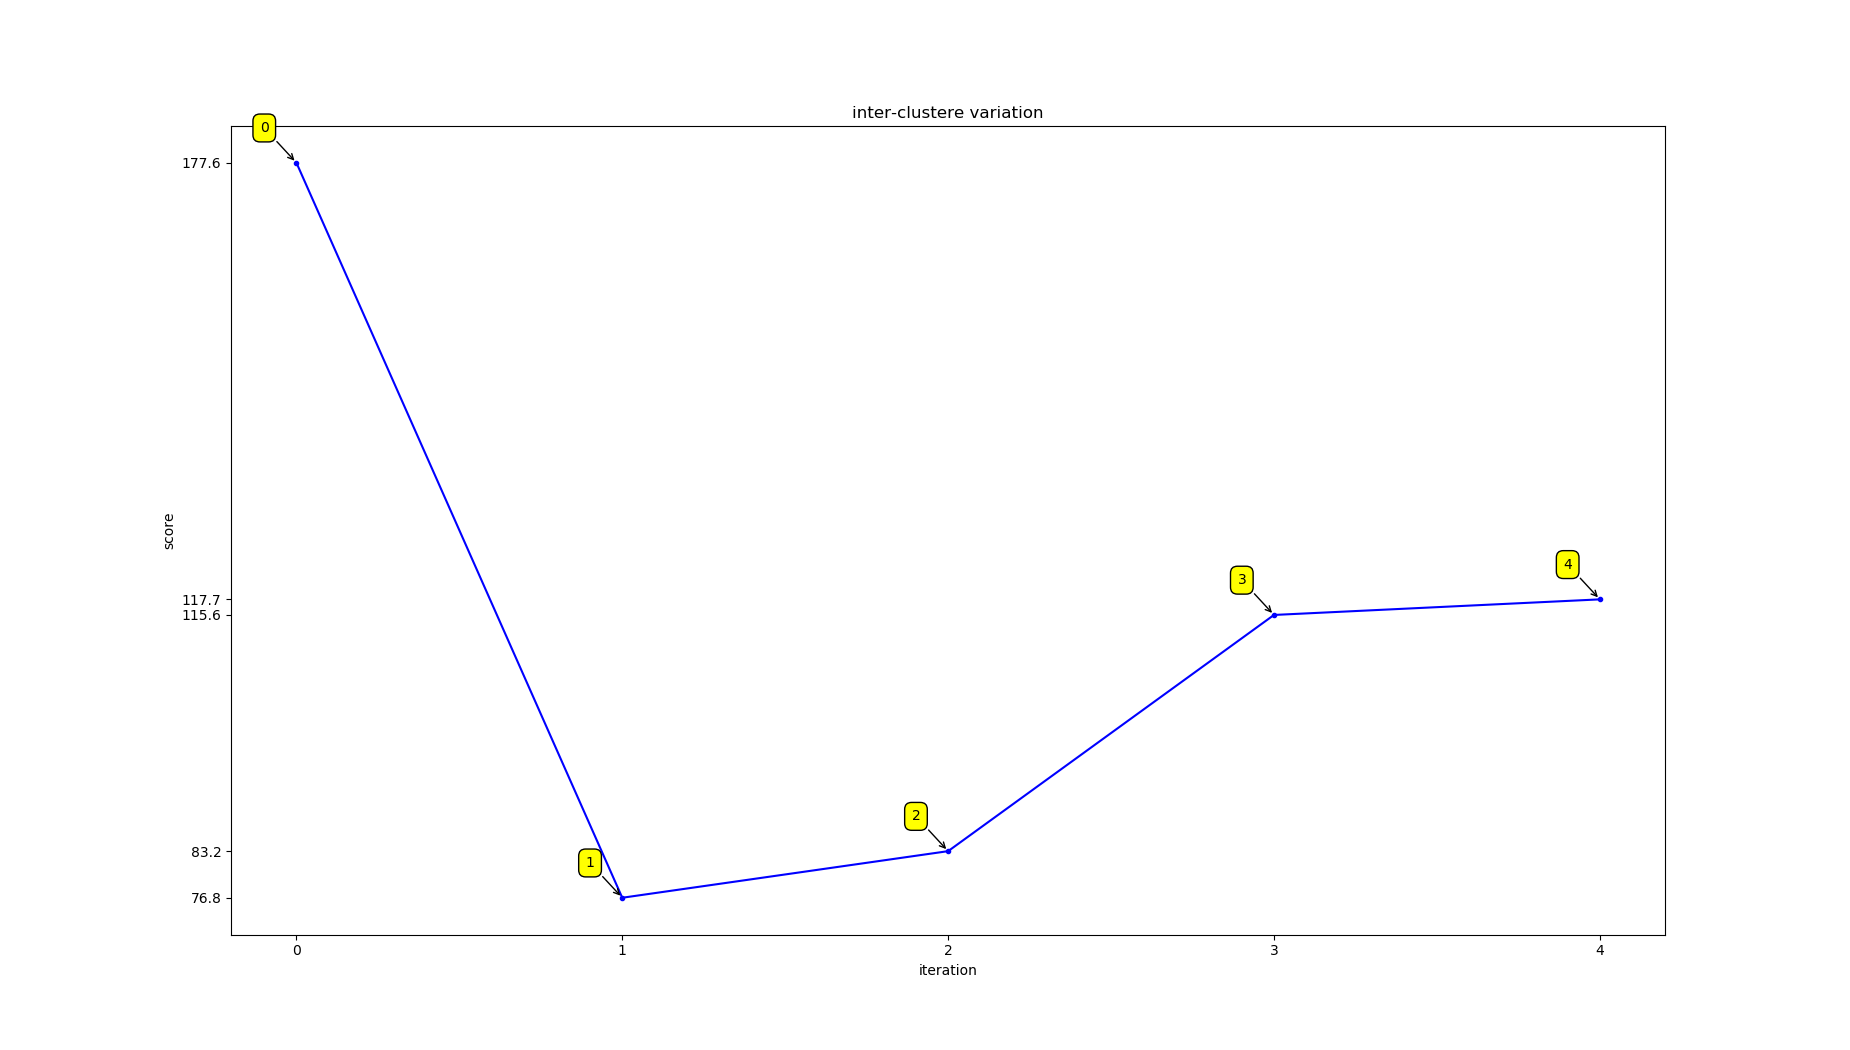 inter-clustere variation
0
177.6
score
4
3
117.7
115.6
2
1
83.2
76.8
0 1 2 3 4
iteration